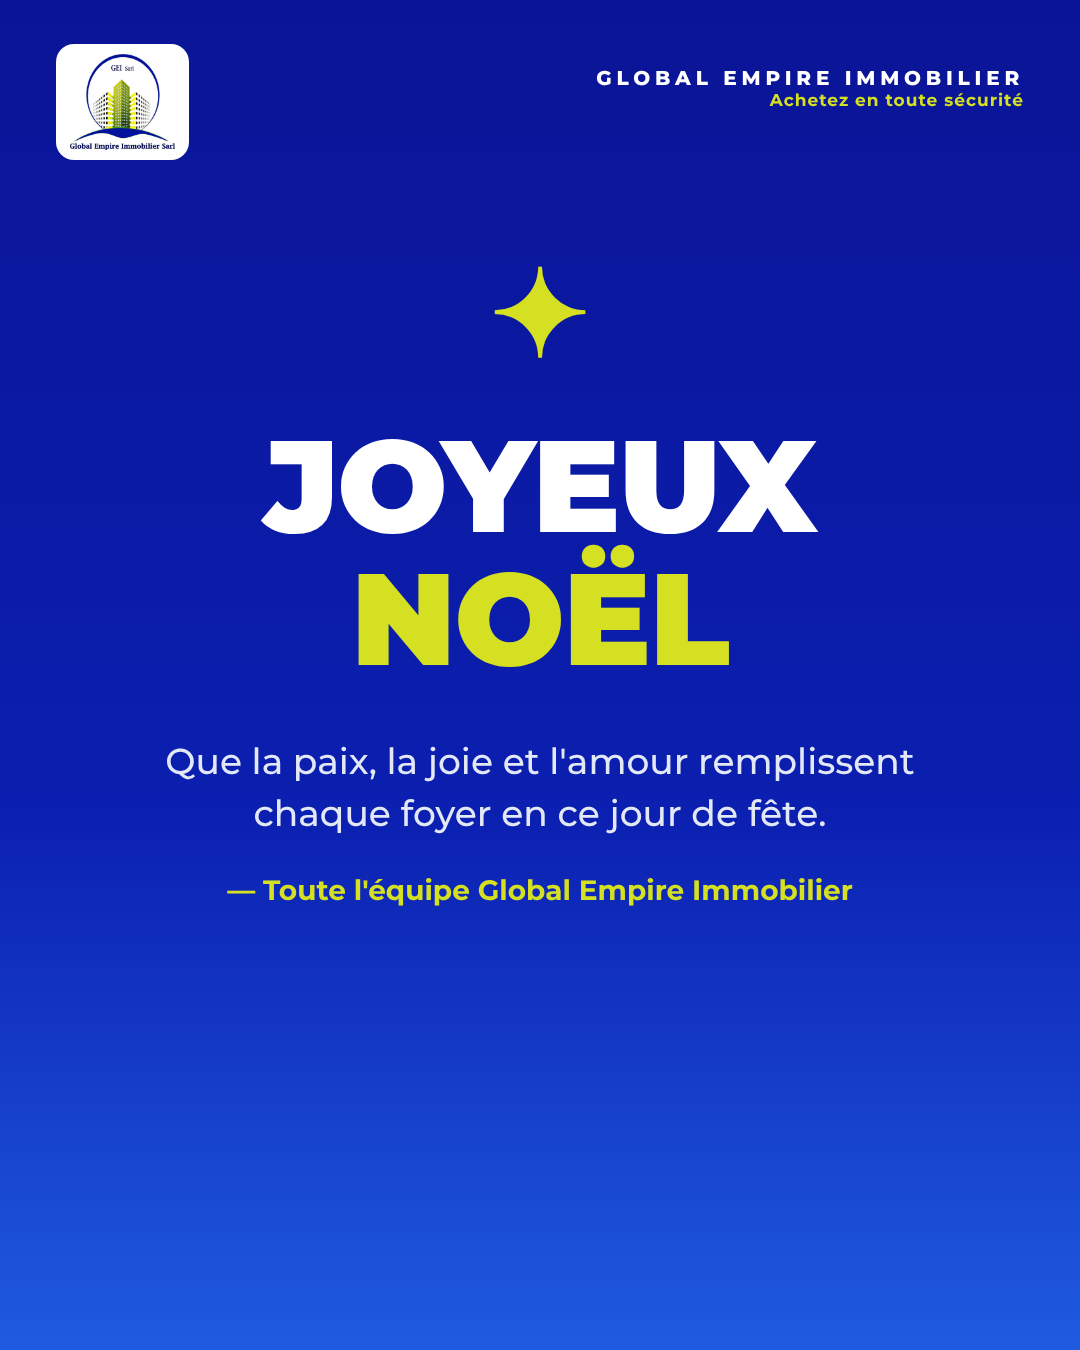 GEI Sarl
Global Empire Immobilier Sarl
GLOBAL EMPIRE IMMOBILIER
Achetez en toute sécurité
JOYEUX
NOËL
Que la paix, la joie et l'amour remplissent
chaque foyer en ce jour de fête.
— Toute l'équipe Global Empire Immobilier